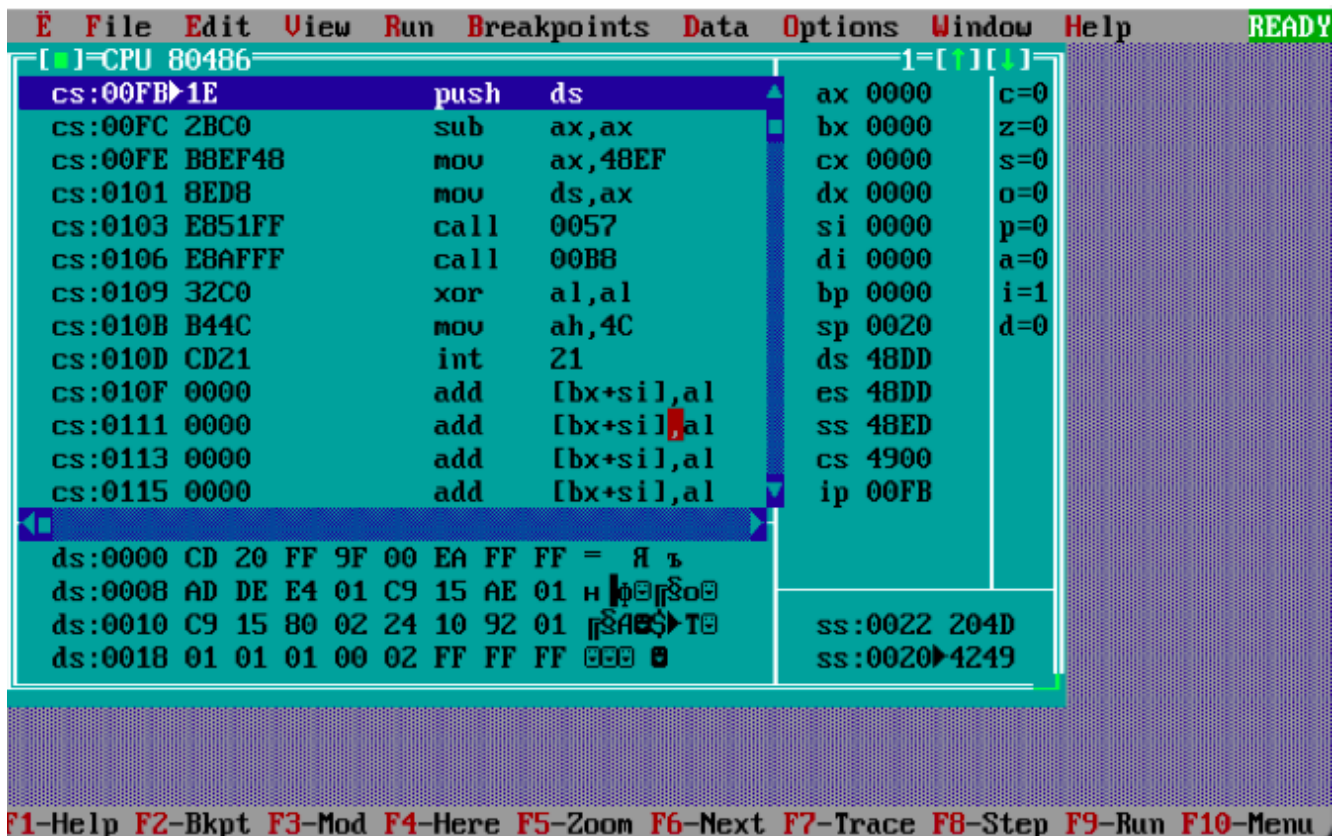 Ë File Edit View Run Breakpoints Data Options Window Help READY
[■]=CPU 80486 1=[↑][↓]
cs:00FB►1E push ds ax 0000 c=0
cs:00FC 2BC0 sub ax,ax bx 0000 z=0
cs:00FE B8EF48 mov ax,48EF cx 0000 s=0
cs:0101 8ED8 mov ds,ax dx 0000 o=0
cs:0103 E851FF call 0057 si 0000 p=0
cs:0106 E8AFFF call 00B8 di 0000 a=0
cs:0109 32C0 xor al,al bp 0000 i=1
cs:010B B44C mov ah,4C sp 0020 d=0
cs:010D CD21 int 21 ds 48DD
cs:010F 0000 add [bx+si],al es 48DD
cs:0111 0000 add [bx+si],al ss 48ED
cs:0113 0000 add [bx+si],al cs 4900
cs:0115 0000 add [bx+si],al ip 00FB
ds:0000 CD 20 FF 9F 00 EA FF FF = Я ъ
ds:0008 AD DE E4 01 C9 15 AE 01 н▐ф☺╔§о☺
ds:0010 C9 15 80 02 24 10 92 01 ╔§А☻$►Т☺ ss:0022 204D
ds:0018 01 01 01 00 02 FF FF FF ☺☺☺ ☻ ss:0020►4249
F1-Help F2-Bkpt F3-Mod F4-Here F5-Zoom F6-Next F7-Trace F8-Step F9-Run F10-Menu